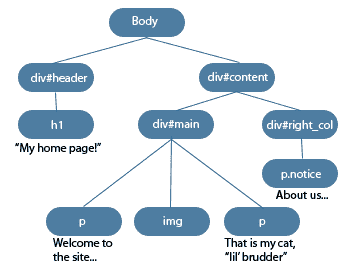 Body
div#header
div#content
h1
div#main
div#right_col
"My home page!"
p.notice
About us...
p
img
p
Welcome to
the site...
That is my cat,
"lil' brudder"